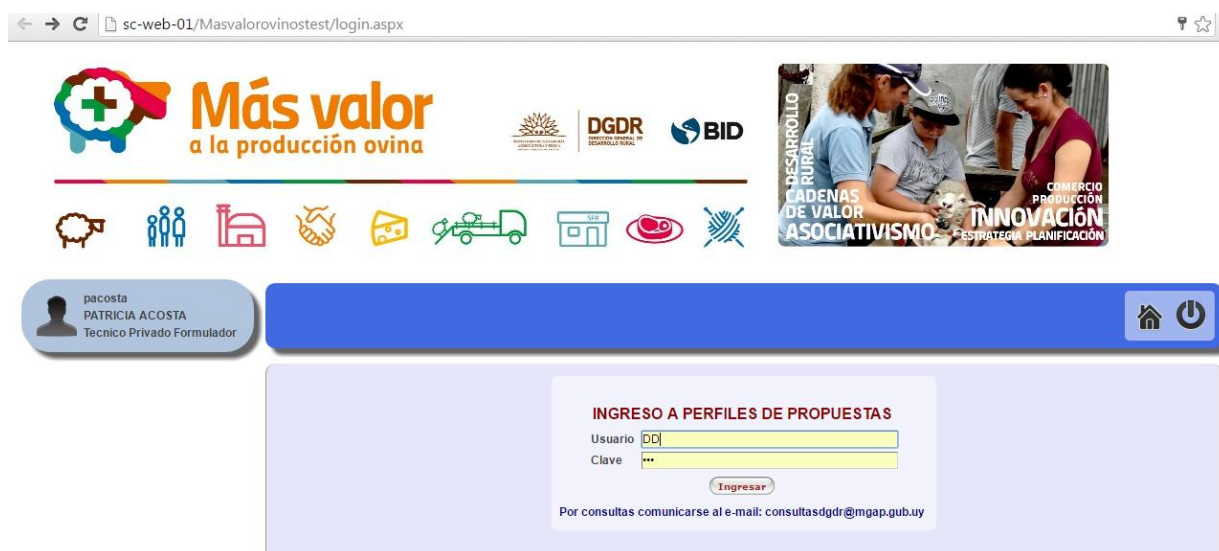 sc-web-01/Masvalorovinostest/login.aspx
Más valor
a la producción ovina
DGDR
DIRECCIÓN GENERAL DE
DESARROLLO RURAL
BID
SFR
DESARROLLO
RURAL
CADENAS
DE VALOR
ASOCIATIVISMO
COMERCIO
PRODUCCIÓN
INNOVACIÓN
ESTRATEGIA PLANIFICACIÓN
pacosta
PATRICIA ACOSTA
Tecnico Privado Formulador
INGRESO A PERFILES DE PROPUESTAS
Usuario DD
Clave •••
Ingresar
Por consultas comunicarse al e-mail: consultasdgdr@mgap.gub.uy